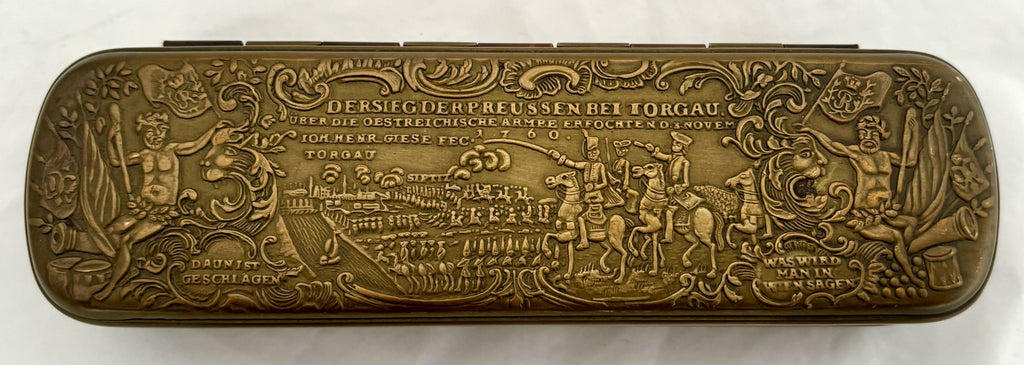 DER SIEG DER PREUSSEN BEI TORGAU.
ÜBER DIE OESTREICHISCHE ARMEE ERFOCHTEN D. 3 NOVEM
1760.
IOH. HENR. GIESE FEC
TORGAU
SIPTITZ
DAUN IST
GESCHLAGEN
WAS WIRD
MAN IN
WIEN SAGEN